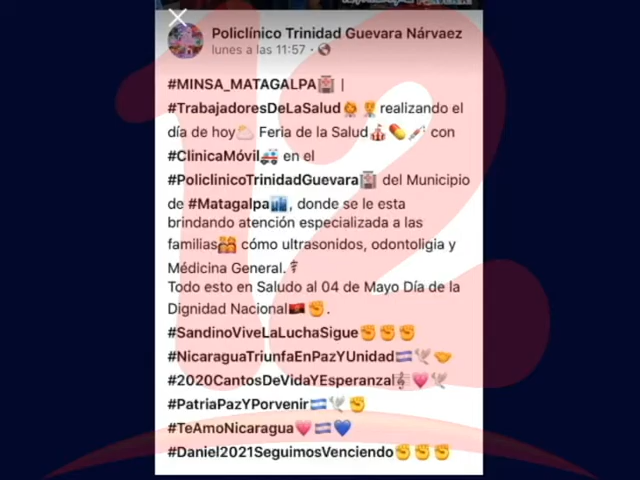 Policlínico Trinidad Guevara Nárvaez
lunes a las 11:57 ·
#MINSA_MATAGALPA🏥 |
#TrabajadoresDeLaSalud realizando el
día de hoy🌥 Feria de la Salud🎪💊💉 con
#ClínicaMóvil🚑 en el
#PoliclinicoTrinidadGuevara🏥 del Municipio
de #Matagalpa🏙, donde se le esta
brindando atención especializada a las
familias cómo ultrasonidos, odontoligia y
Médicina General.⚕
Todo esto en Saludo al 04 de Mayo Día de la
Dignidad Nacional✊.
#SandinoViveLaLuchaSigue✊✊✊
#NicaraguaTriunfaEnPazYUnidad🇳🇮🕊🤝
#2020CantosDeVidaYEsperanzal🎼💗🕊
#PatriaPazYPorvenir🇳🇮🕊✊
#TeAmoNicaragua💗🇳🇮💙
#Daniel2021SeguimosVenciendo✊✊✊
12